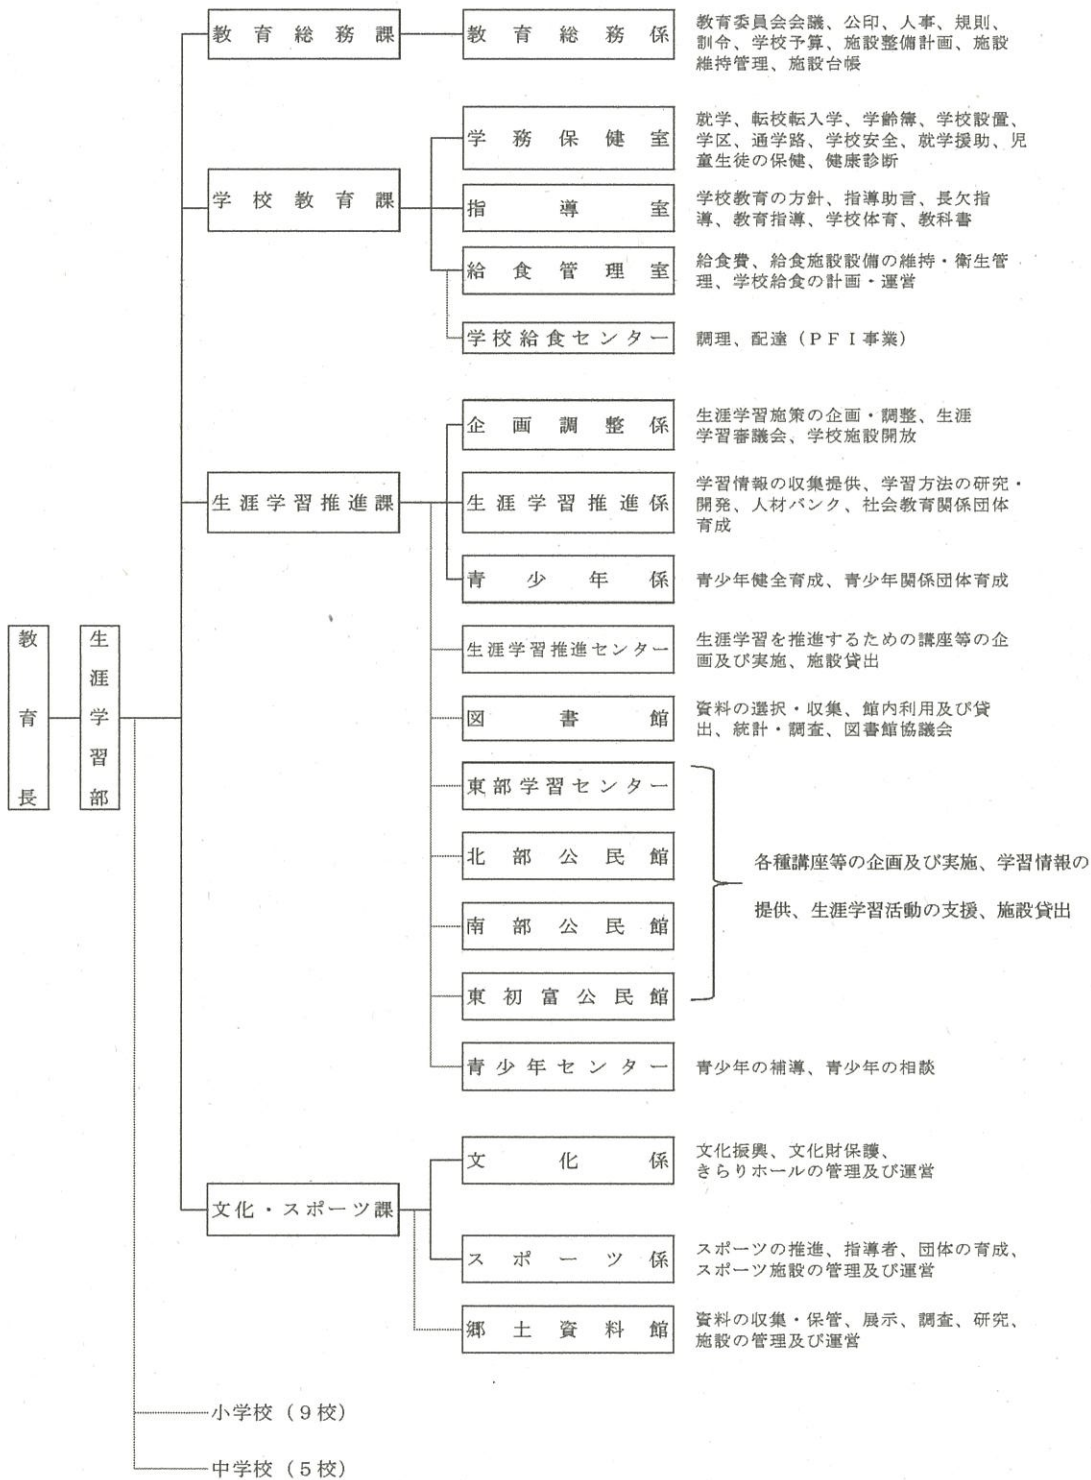 教育長
生涯学習部
教育総務課
教育総務係
教育委員会会議、公印、人事、規則、
訓令、学校予算、施設整備計画、施設
維持管理、施設台帳
学校教育課
学務保健室
就学、転校転入学、学齢簿、学校設置、
学区、通学路、学校安全、就学援助、児
童生徒の保健、健康診断
指導室
学校教育の方針、指導助言、長欠指
導、教育指導、学校体育、教科書
給食管理室
給食費、給食施設設備の維持・衛生管
理、学校給食の計画・運営
学校給食センター
調理、配達（ＰＦＩ事業）
生涯学習推進課
企画調整係
生涯学習施策の企画・調整、生涯
学習審議会、学校施設開放
生涯学習推進係
学習情報の収集提供、学習方法の研究・
開発、人材バンク、社会教育関係団体
育成
青少年係
青少年健全育成、青少年関係団体育成
生涯学習推進センター
生涯学習を推進するための講座等の企
画及び実施、施設貸出
図書館
資料の選択・収集、館内利用及び貸
出、統計・調査、図書館協議会
東部学習センター
北部公民館
南部公民館
東初富公民館
各種講座等の企画及び実施、学習情報の
提供、生涯学習活動の支援、施設貸出
青少年センター
青少年の補導、青少年の相談
文化・スポーツ課
文化係
文化振興、文化財保護、
きらりホールの管理及び運営
スポーツ係
スポーツの推進、指導者、団体の育成、
スポーツ施設の管理及び運営
郷土資料館
資料の収集・保管、展示、調査、研究、
施設の管理及び運営
小学校（９校）
中学校（５校）